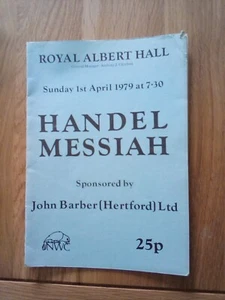 ROYAL ALBERT HALL
Sunday 1st April 1979 at 7·30
HANDEL
MESSIAH
Sponsored by
John Barber (Hertford) Ltd
NWC
25p